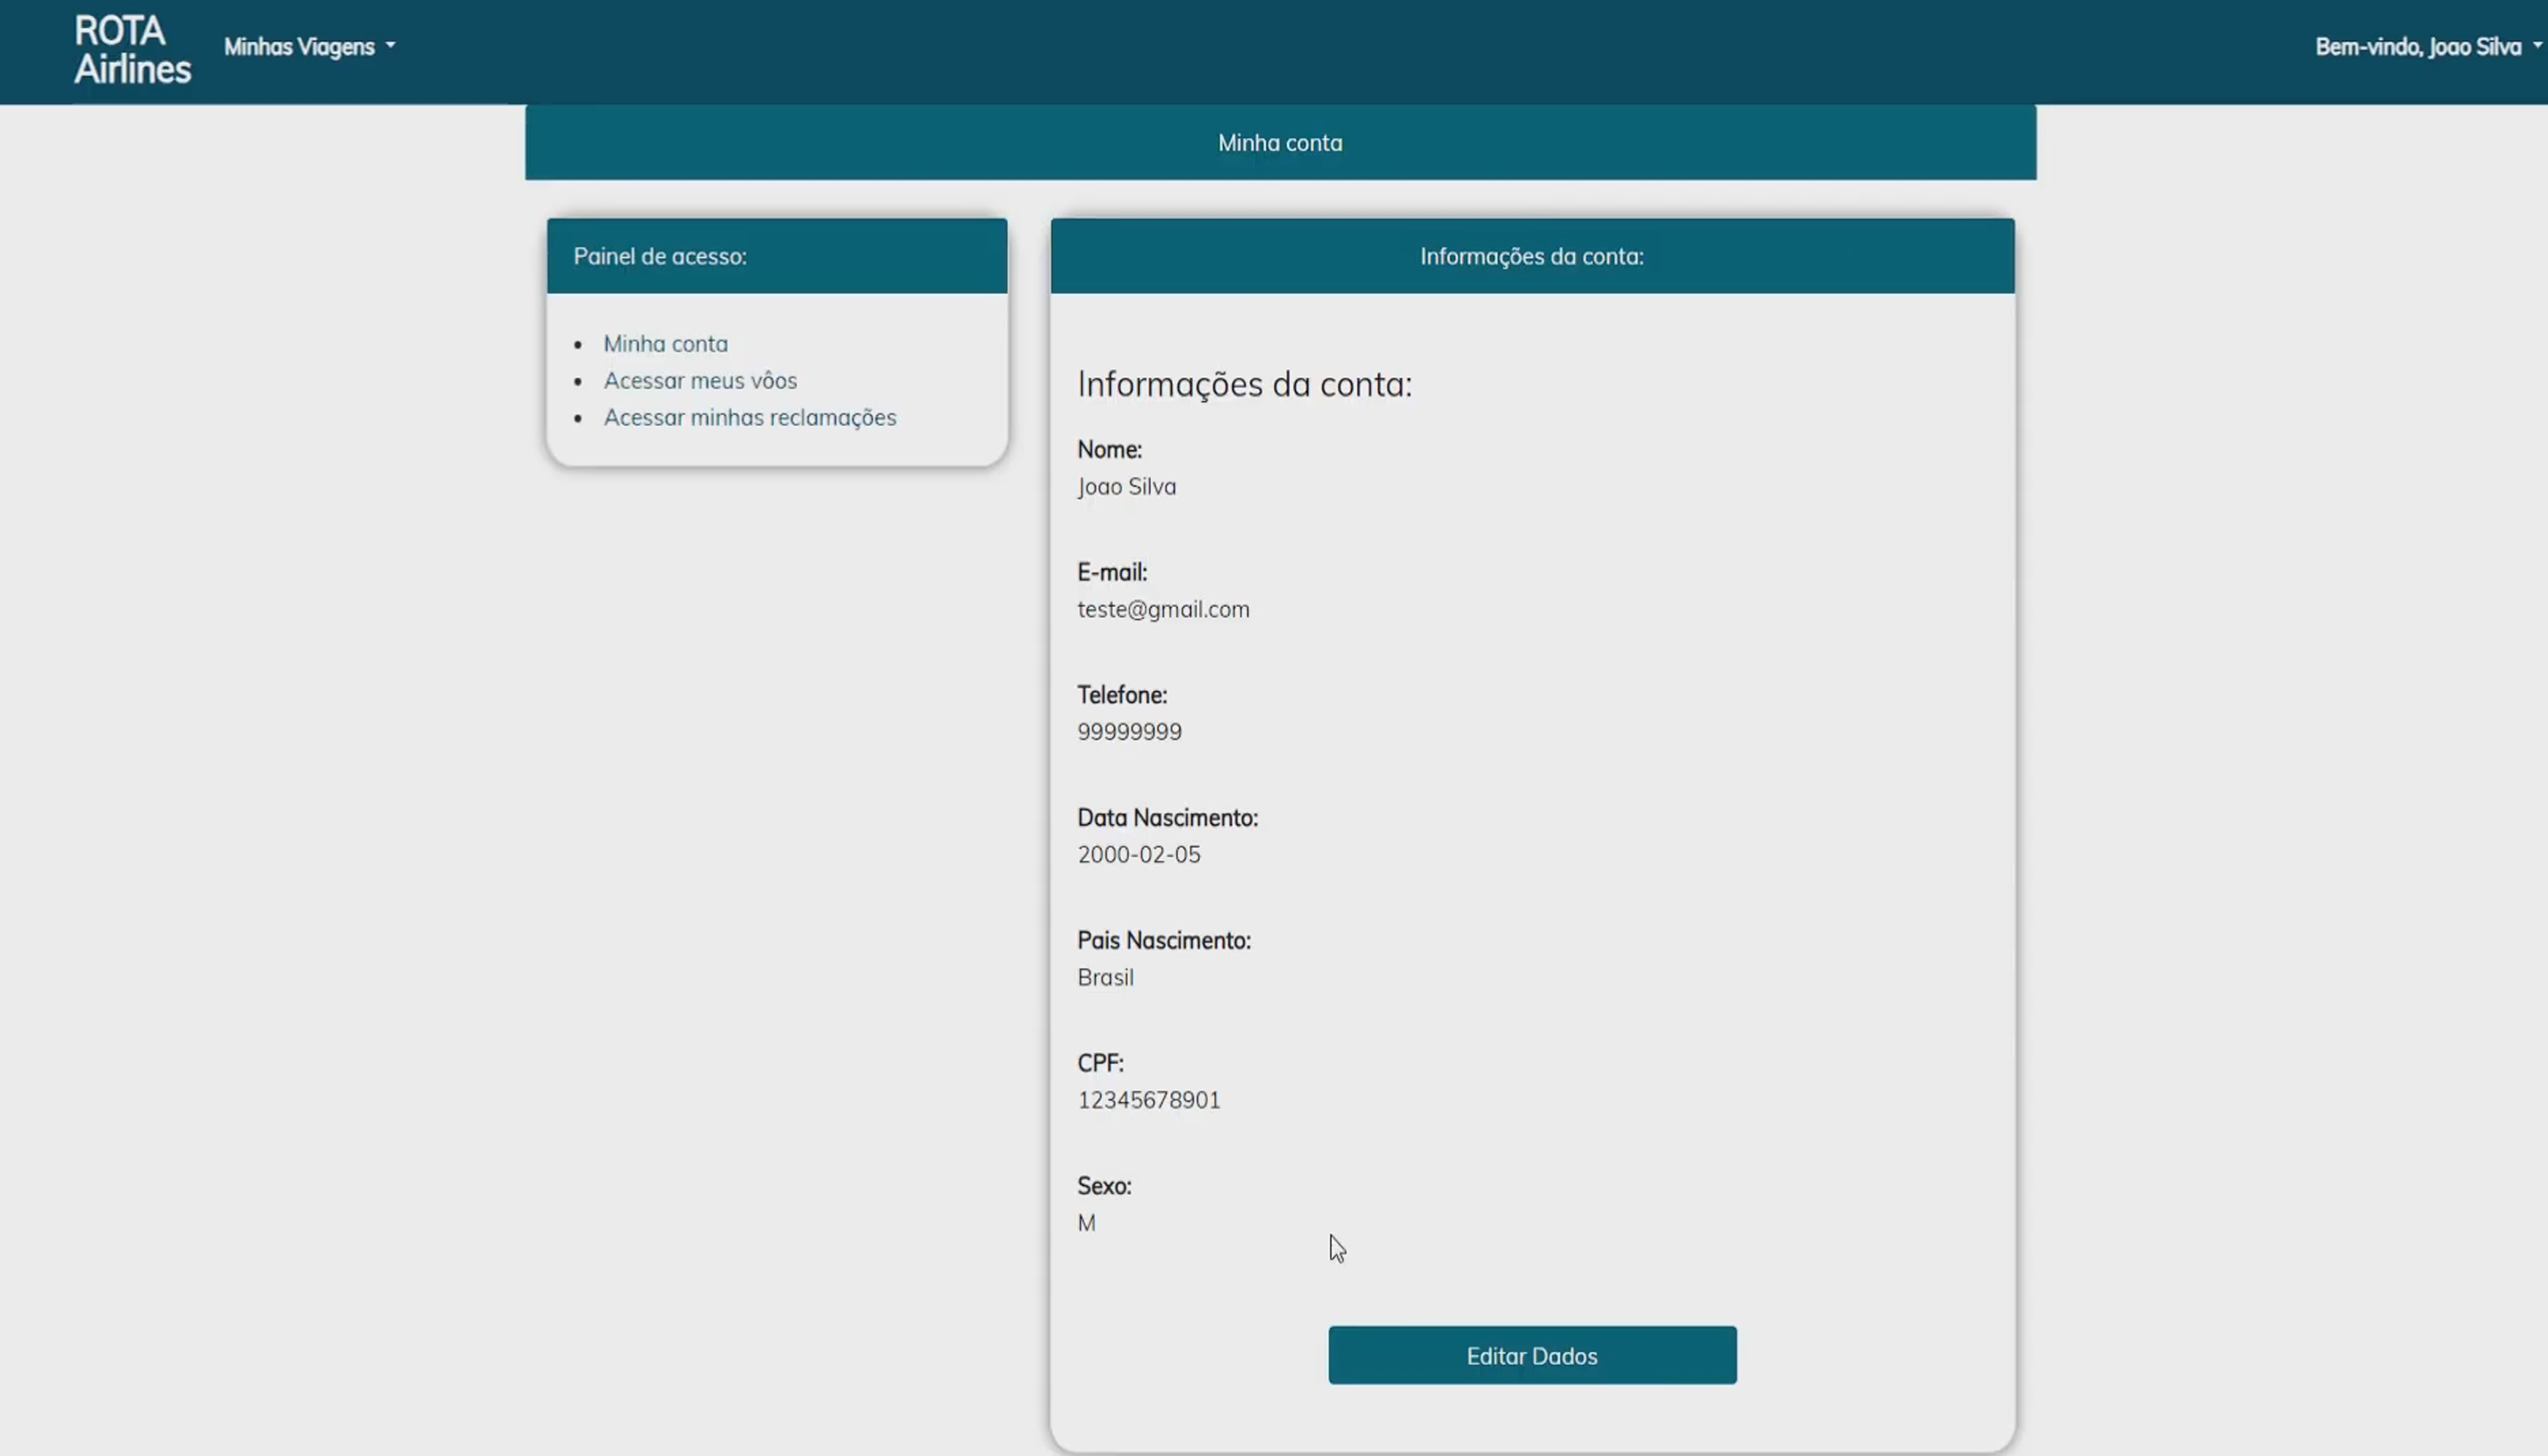 ROTA
Airlines
Minhas Viagens
Bem-vindo, Joao Silva
Minha conta
Painel de acesso:
Minha conta
Acessar meus vôos
Acessar minhas reclamações
Informações da conta:
Informações da conta:
Nome:
Joao Silva
E-mail:
teste@gmail.com
Telefone:
99999999
Data Nascimento:
2000-02-05
Pais Nascimento:
Brasil
CPF:
12345678901
Sexo:
M
Editar Dados